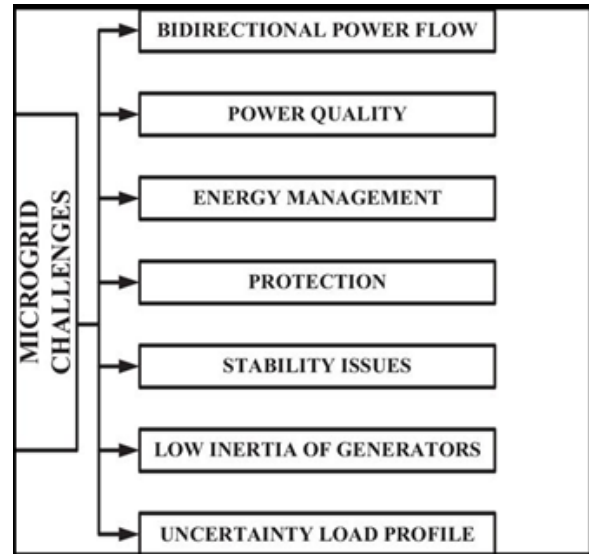 MICROGRID
CHALLENGES
BIDIRECTIONAL POWER FLOW
POWER QUALITY
ENERGY MANAGEMENT
PROTECTION
STABILITY ISSUES
LOW INERTIA OF GENERATORS
UNCERTAINTY LOAD PROFILE